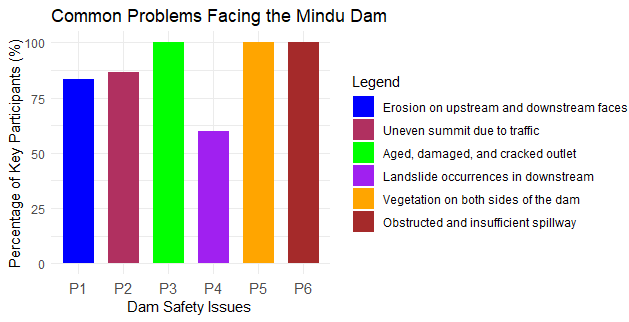 Common Problems Facing the Mindu Dam
Percentage of Key Participants (%)
100
75
50
25
0
P1 P2 P3 P4 P5 P6
Dam Safety Issues
Legend
Erosion on upstream and downstream faces
Uneven summit due to traffic
Aged, damaged, and cracked outlet
Landslide occurrences in downstream
Vegetation on both sides of the dam
Obstructed and insufficient spillway